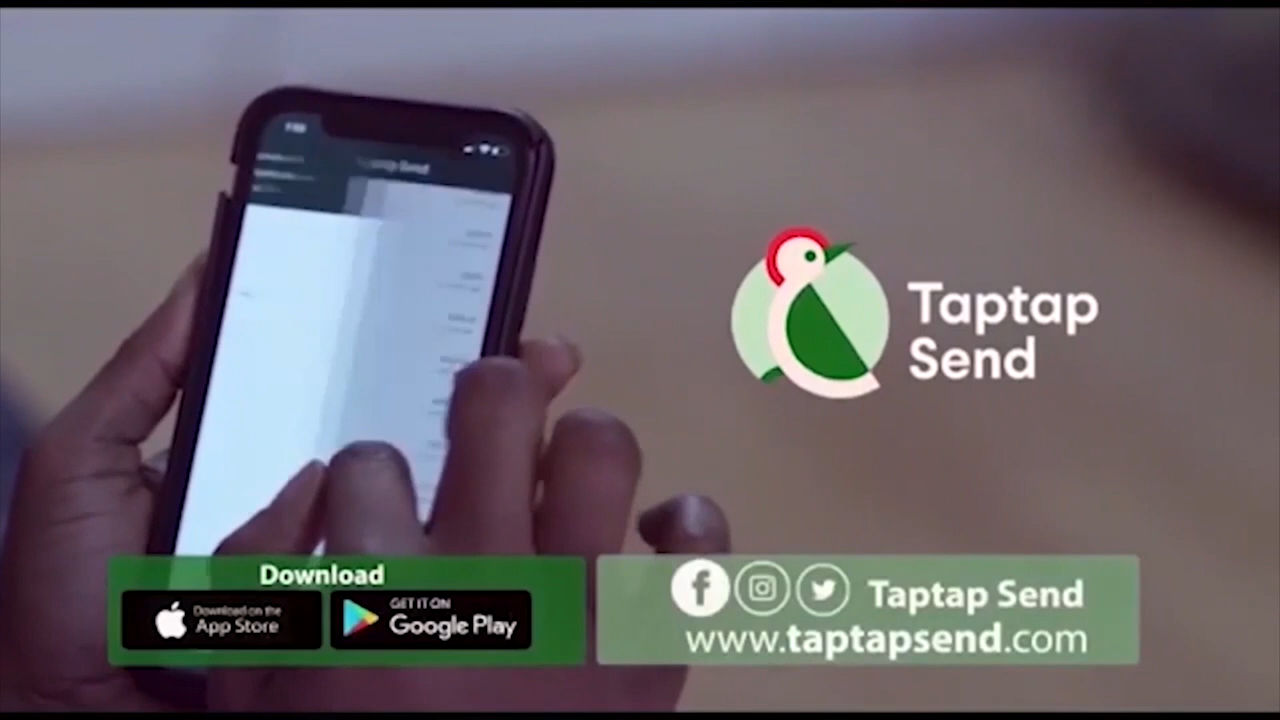 Taptap
Send
Download
Download on the
App Store
GET IT ON
Google Play
Taptap Send
www.taptapsend.com